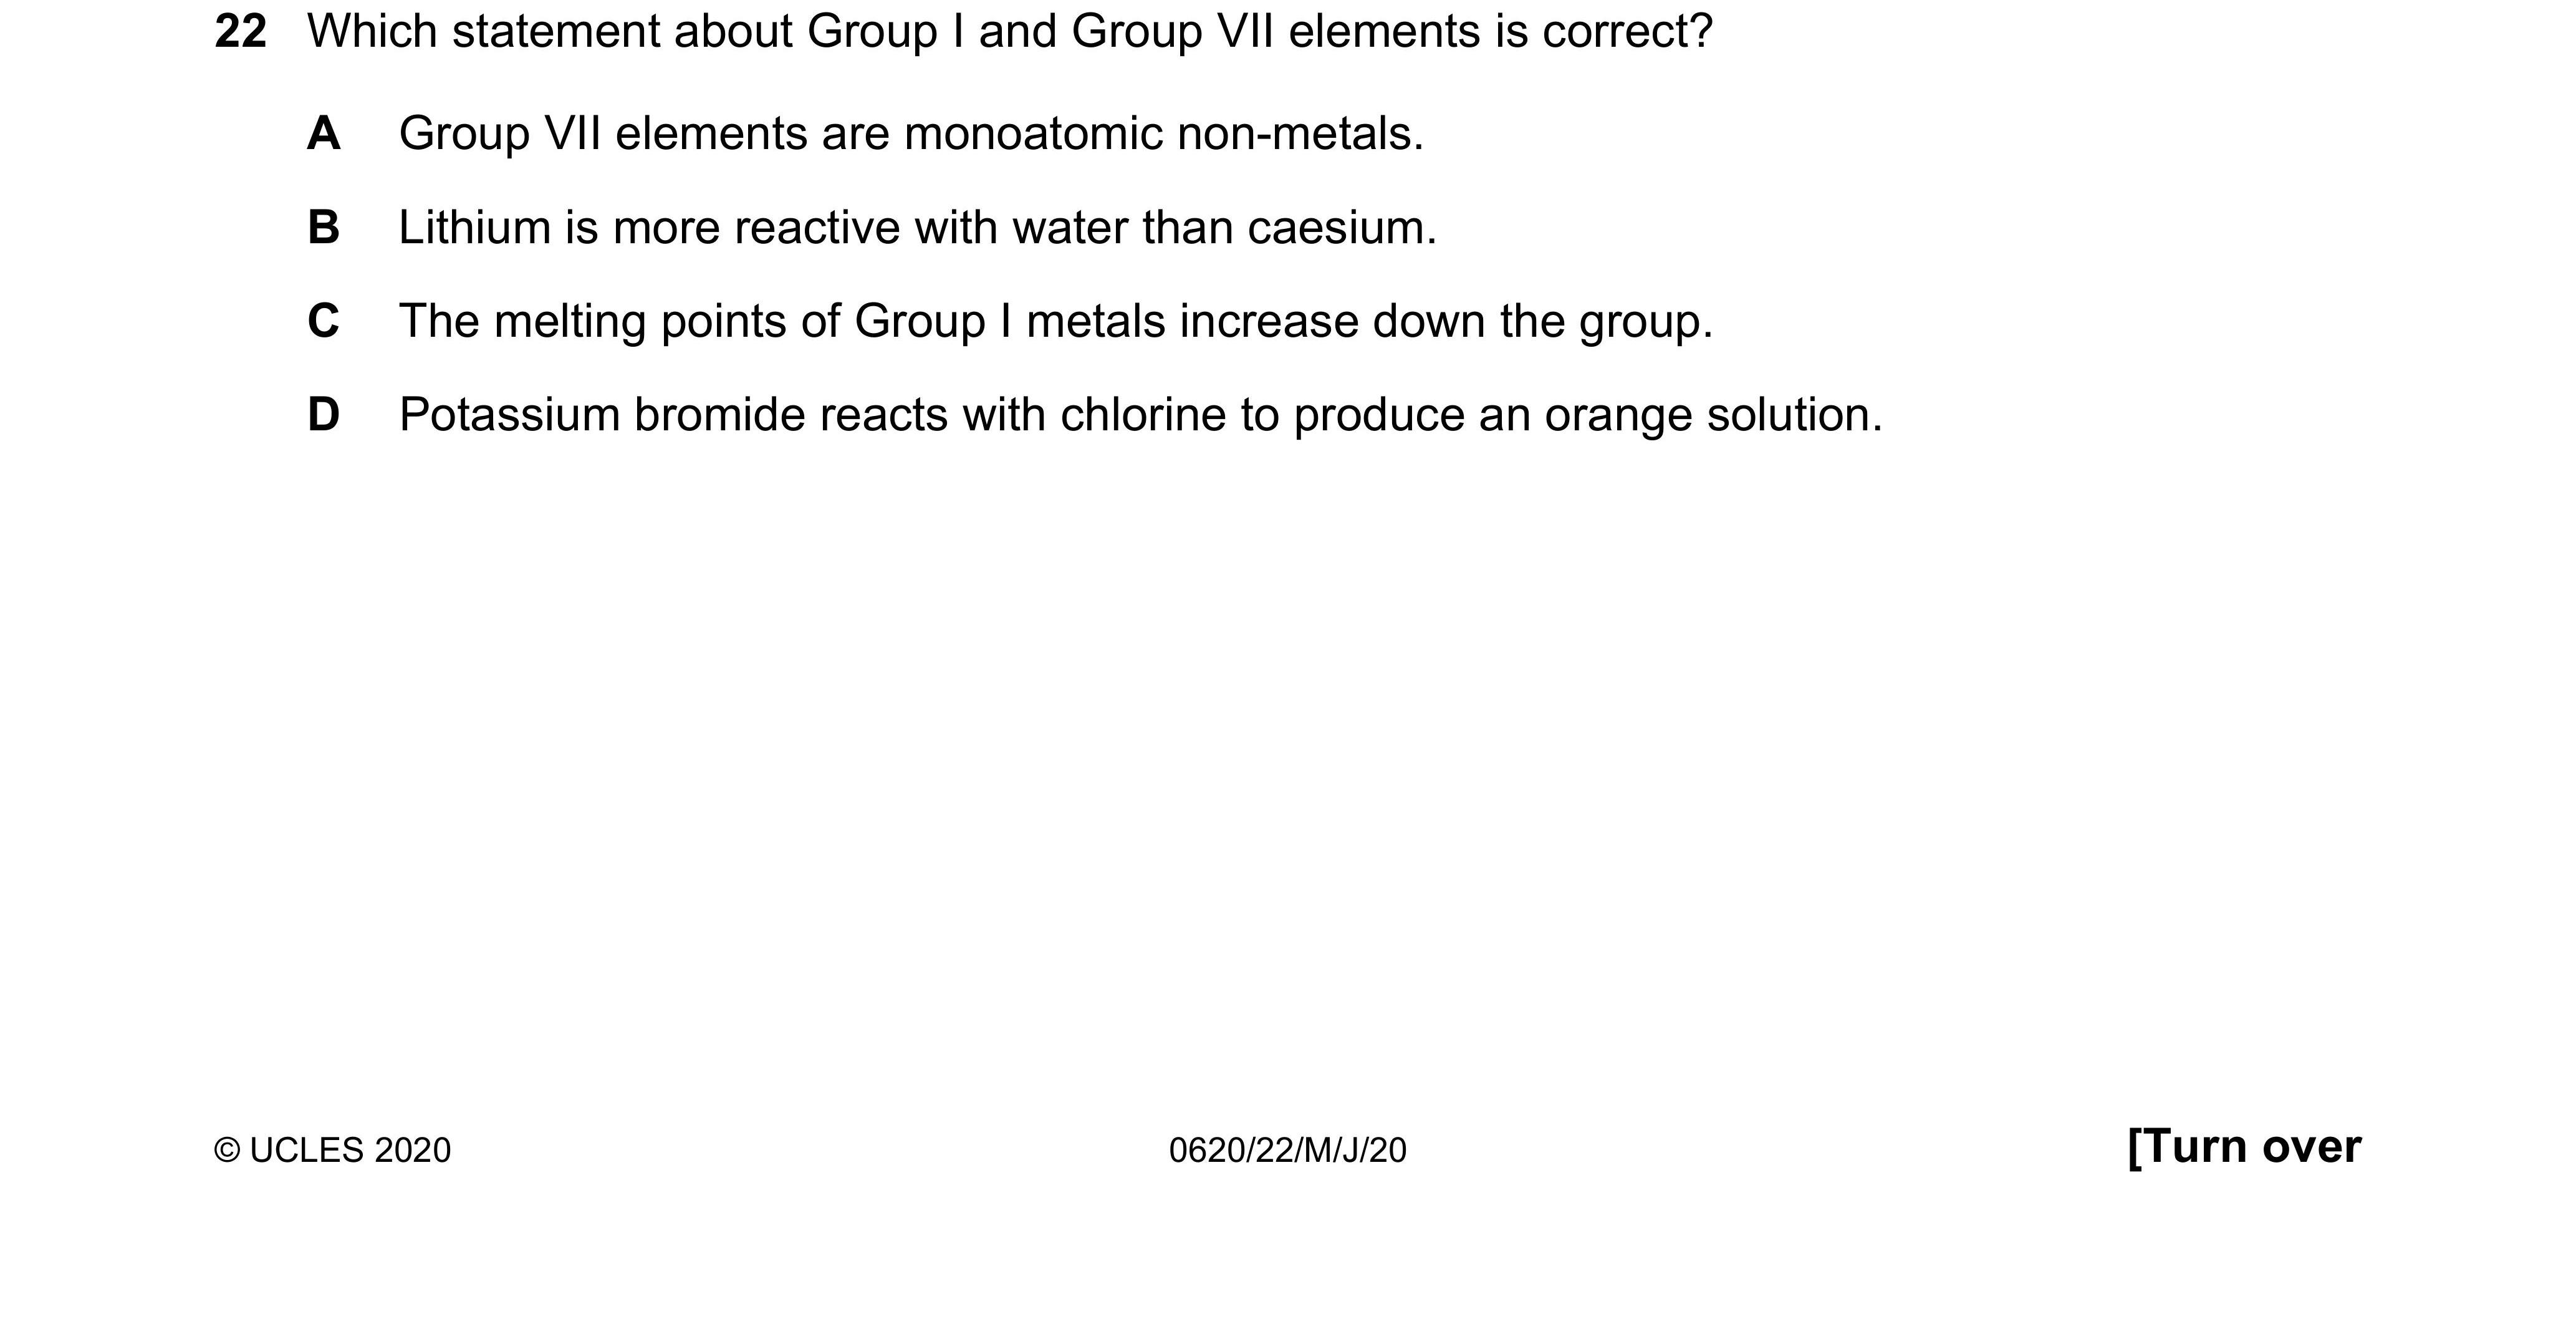 22 Which statement about Group I and Group VII elements is correct?
A Group VII elements are monoatomic non-metals.
B Lithium is more reactive with water than caesium.
C The melting points of Group I metals increase down the group.
D Potassium bromide reacts with chlorine to produce an orange solution.
© UCLES 2020 0620/22/M/J/20 [Turn over